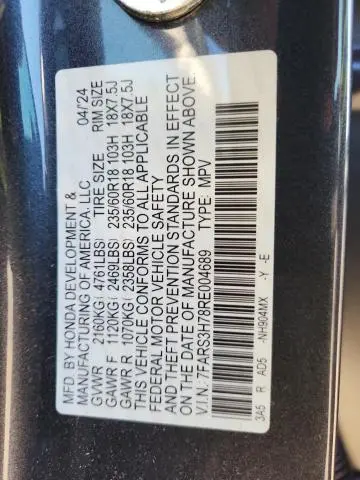 MFD. BY HONDA DEVELOPMENT & 04/24
MANUFACTURING OF AMERICA, LLC
GVWR 2160KG( 4761LBS) TIRE SIZE RIM SIZE
GAWR F 1120KG( 2469LBS) 235/60R18 103H 18X7.5J
GAWR R 1070KG( 2358LBS) 235/60R18 103H 18X7.5J
THIS VEHICLE CONFORMS TO ALL APPLICABLE
FEDERAL MOTOR VEHICLE SAFETY
AND THEFT PREVENTION STANDARDS IN EFFECT
ON THE DATE OF MANUFACTURE SHOWN ABOVE.
V.I.N.: 7FARS3H78RE004689 TYPE: MPV
3A5 R AD5 -NH904MX -Y -E